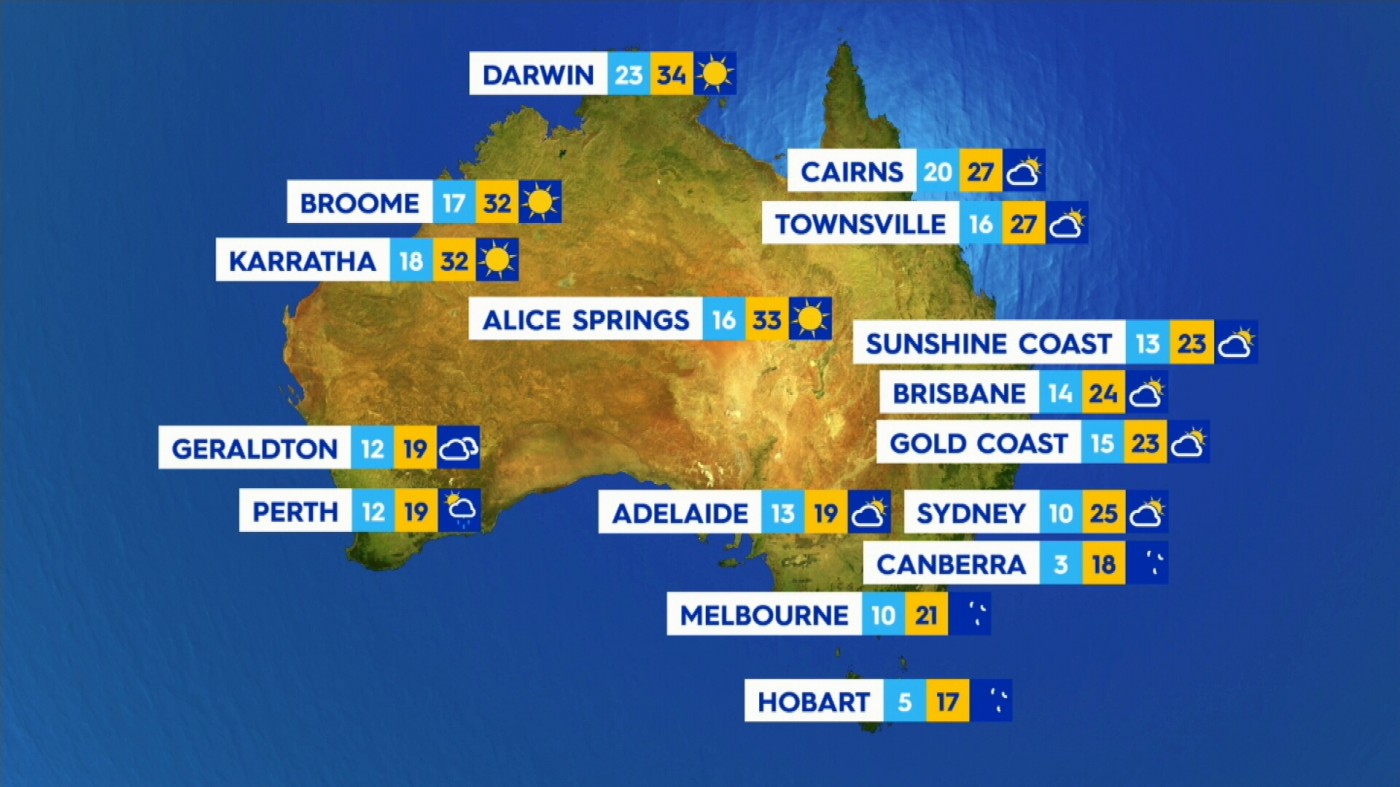 DARWIN 23 34
CAIRNS 20 27
BROOME 17 32
TOWNSVILLE 16 27
KARRATHA 18 32
ALICE SPRINGS 16 33
SUNSHINE COAST 13 23
BRISBANE 14 24
GERALDTON 12 19
GOLD COAST 15 23
PERTH 12 19
ADELAIDE 13 19
SYDNEY 10 25
CANBERRA 3 18
MELBOURNE 10 21
HOBART 5 17